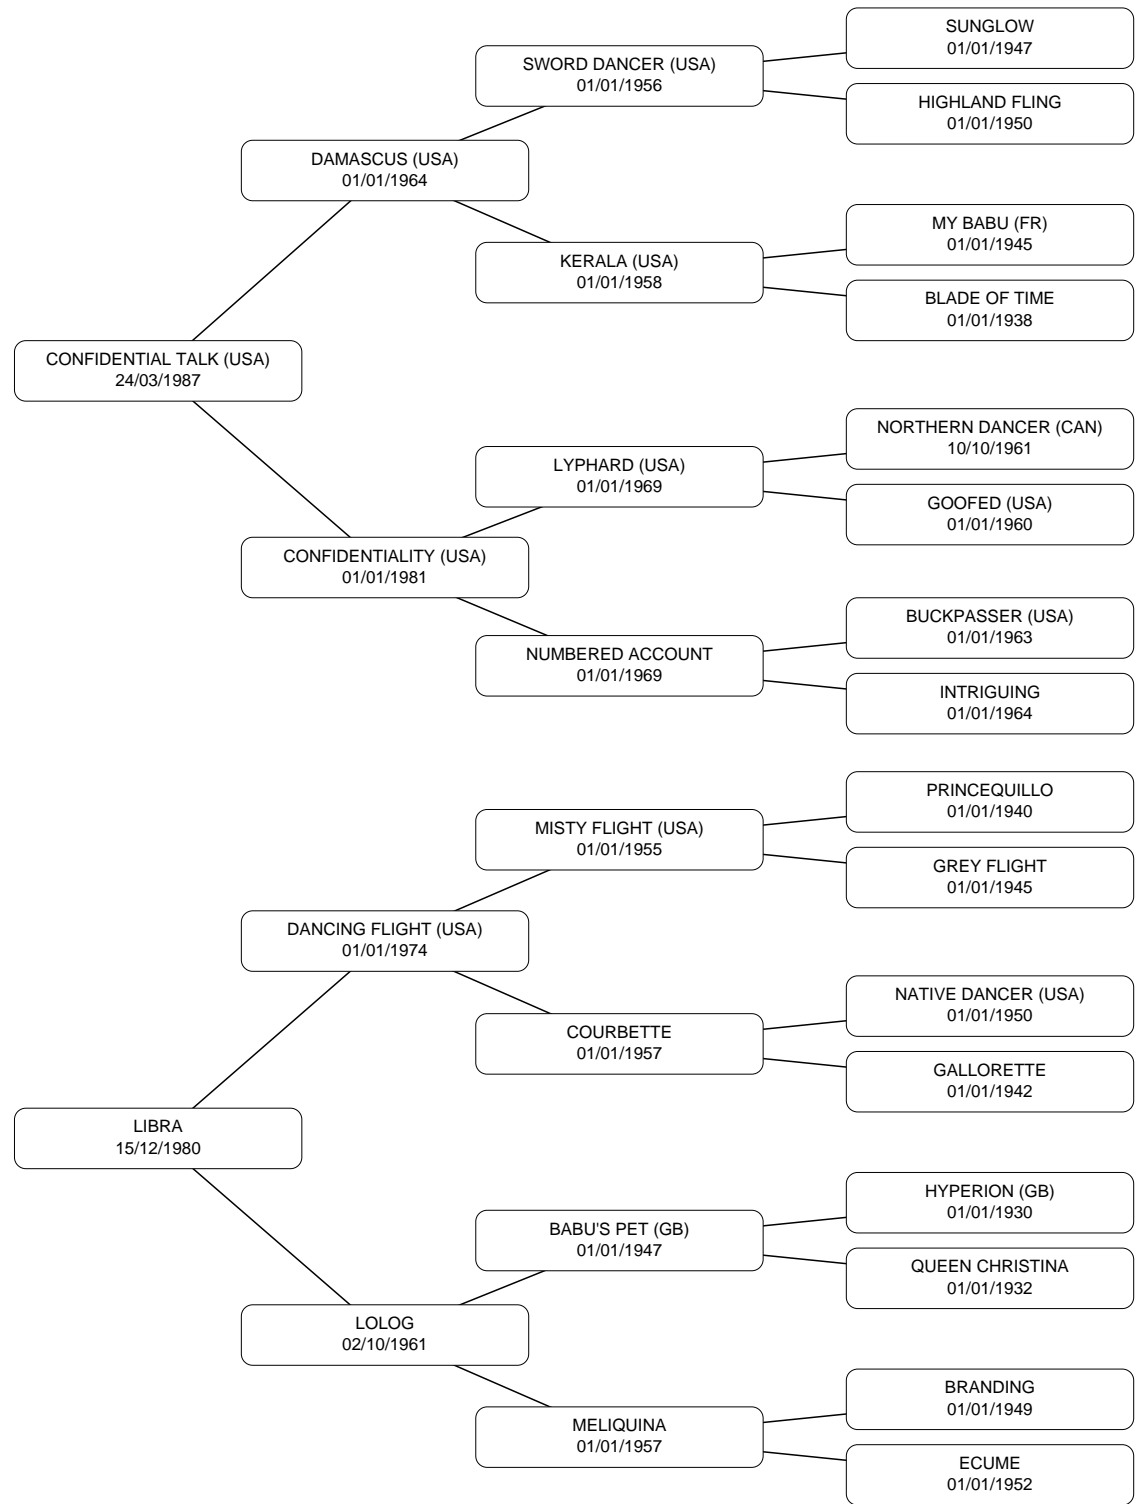 SUNGLOW
01/01/1947
SWORD DANCER (USA)
01/01/1956
HIGHLAND FLING
01/01/1950
DAMASCUS (USA)
01/01/1964
MY BABU (FR)
01/01/1945
KERALA (USA)
01/01/1958
BLADE OF TIME
01/01/1938
CONFIDENTIAL TALK (USA)
24/03/1987
NORTHERN DANCER (CAN)
10/10/1961
LYPHARD (USA)
01/01/1969
GOOFED (USA)
01/01/1960
CONFIDENTIALITY (USA)
01/01/1981
BUCKPASSER (USA)
01/01/1963
NUMBERED ACCOUNT
01/01/1969
INTRIGUING
01/01/1964
PRINCEQUILLO
01/01/1940
MISTY FLIGHT (USA)
01/01/1955
GREY FLIGHT
01/01/1945
DANCING FLIGHT (USA)
01/01/1974
NATIVE DANCER (USA)
01/01/1950
COURBETTE
01/01/1957
GALLORETTE
01/01/1942
LIBRA
15/12/1980
HYPERION (GB)
01/01/1930
BABU'S PET (GB)
01/01/1947
QUEEN CHRISTINA
01/01/1932
LOLOG
02/10/1961
BRANDING
01/01/1949
MELIQUINA
01/01/1957
ECUME
01/01/1952